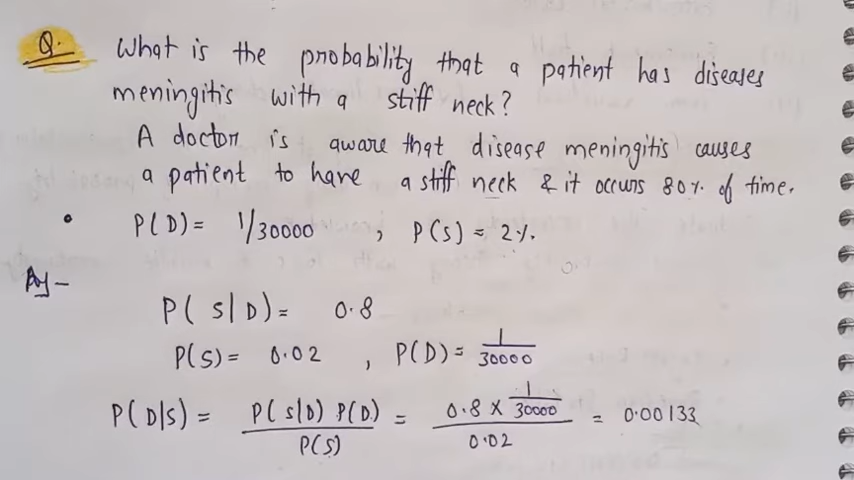 Q. What is the probability that a patient has diseases
meningitis with a stiff neck?
A doctor is aware that disease meningitis causes
a patient to have a stiff neck & it occurs 80% of time.
• P(D) = 1/30000 , P(S) = 2%.
P( S|D) = 0.8
P(S) = 0.02 , P(D) = 1/30000
P(D|S) = P(S|D) P(D)/P(S) = 0.8 X 1/30000/0.02 = 0.00133